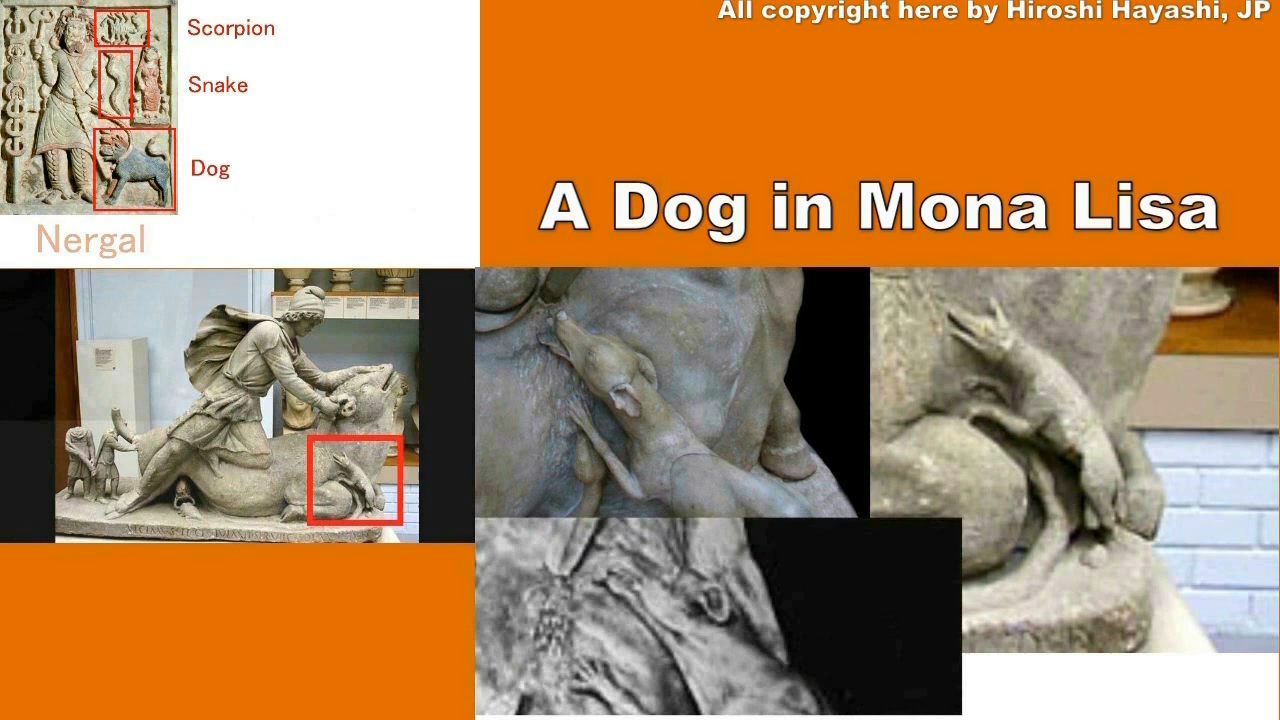 All copyright here by Hiroshi Hayashi, JP
Scorpion
Snake
Dog
Nergal
A Dog in Mona Lisa